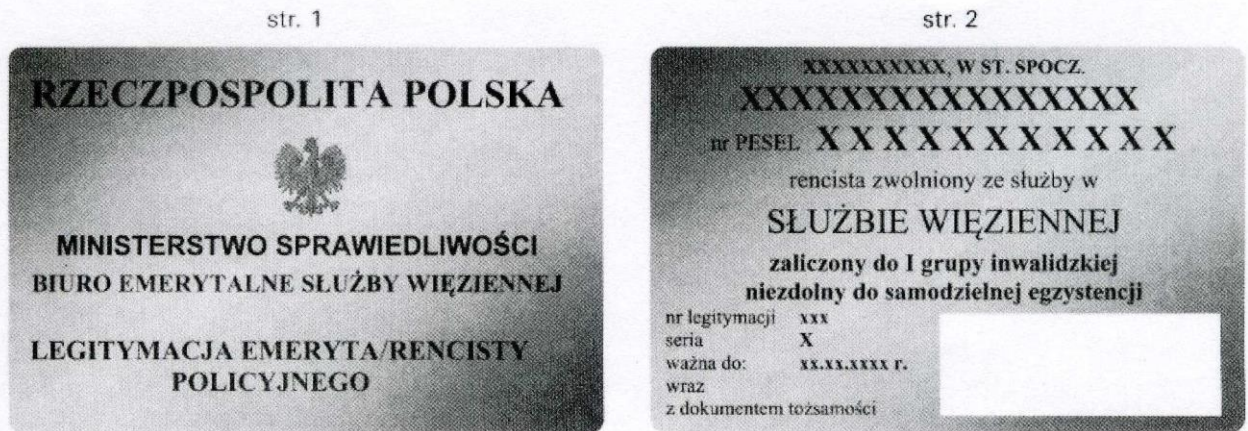 str. 1
RZECZPOSPOLITA POLSKA
MINISTERSTWO SPRAWIEDLIWOŚCI
BIURO EMERYTALNE SŁUŻBY WIĘZIENNEJ
LEGITYMACJA EMERYTA/RENCISTY
POLICYJNEGO
str. 2
XXXXXXXXXX, W ST. SPOCZ.
XXXXXXXXXXXXXXXX
nr PESEL X X X X X X X X X X X
rencista zwolniony ze służby w
SŁUŻBIE WIĘZIENNEJ
zaliczony do I grupy inwalidzkiej
niezdolny do samodzielnej egzystencji
nr legitymacji xxx
seria X
ważna do: xx.xx.xxxx r.
wraz
z dokumentem tożsamości